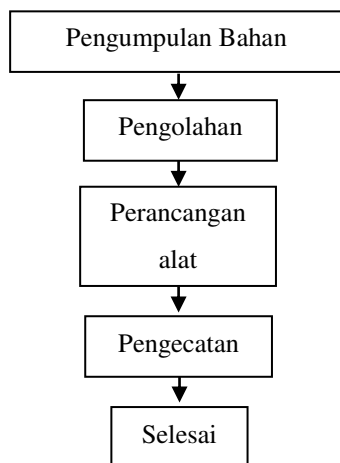 Pengumpulan Bahan
Pengolahan
Perancangan
alat
Pengecatan
Selesai